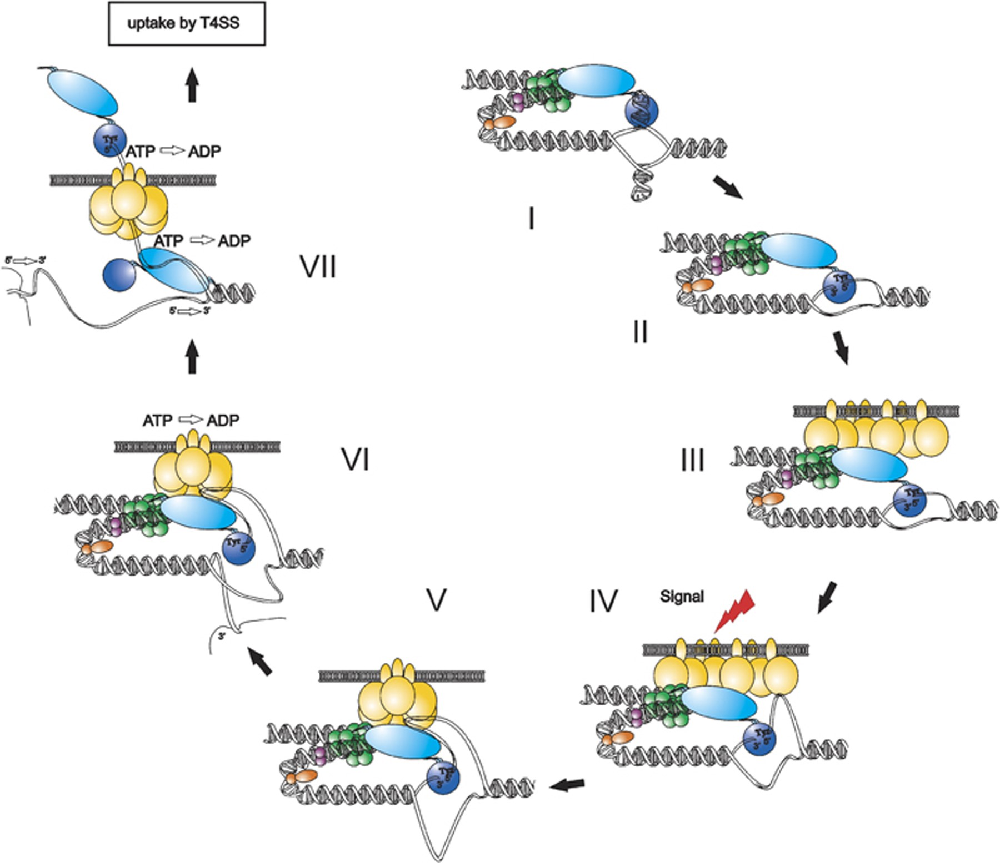 uptake by T4SS
Tyr
5'
ATP ADP
ATP ADP
5' 3'
5' 3'
VII
I
Tyr
3' 5'
II
ATP ADP
VI
Tyr
5'
3'
III
Tyr
3' 5'
V
IV
Signal
Tyr
3' 5'
Tyr
3' 5'